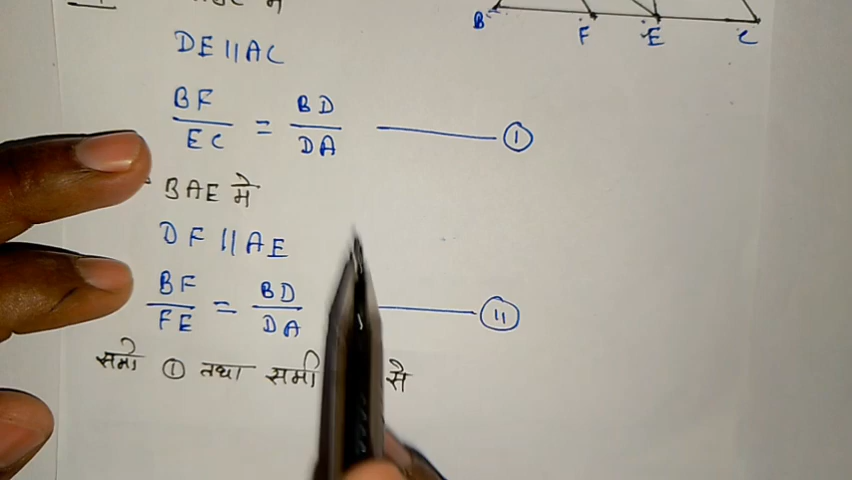 में
B F E C
DE||AC
BF/EC = BD/DA ——— ①
BAE में
DF||AE
BF/FE = BD/DA ——— ⑪
समी ① तथा समी से